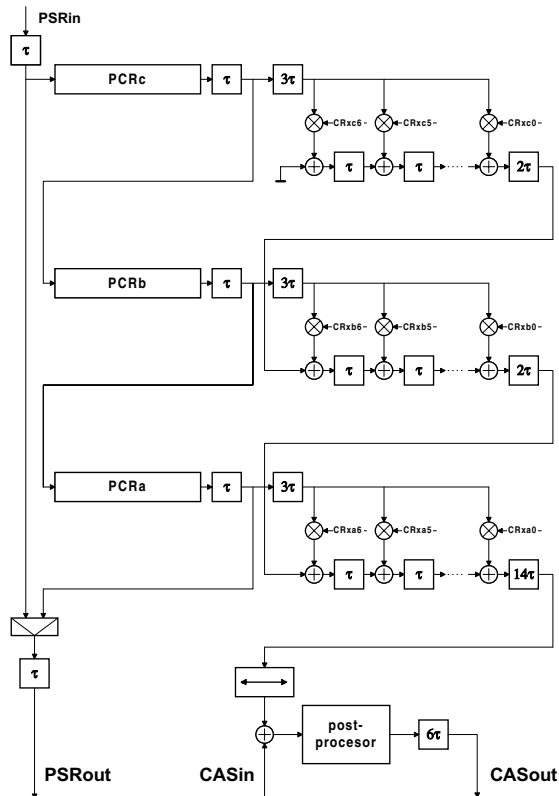 PSRin
τ
PCRc
τ
3τ
CRxc6
CRxc5
CRxc0
τ
τ
2τ
PCRb
τ
3τ
CRxb6
CRxb5
CRxb0
τ
τ
2τ
PCRa
τ
3τ
CRxa6
CRxa5
CRxa0
τ
τ
14τ
τ
post-
procesor
6τ
PSRout
CASin
CASout